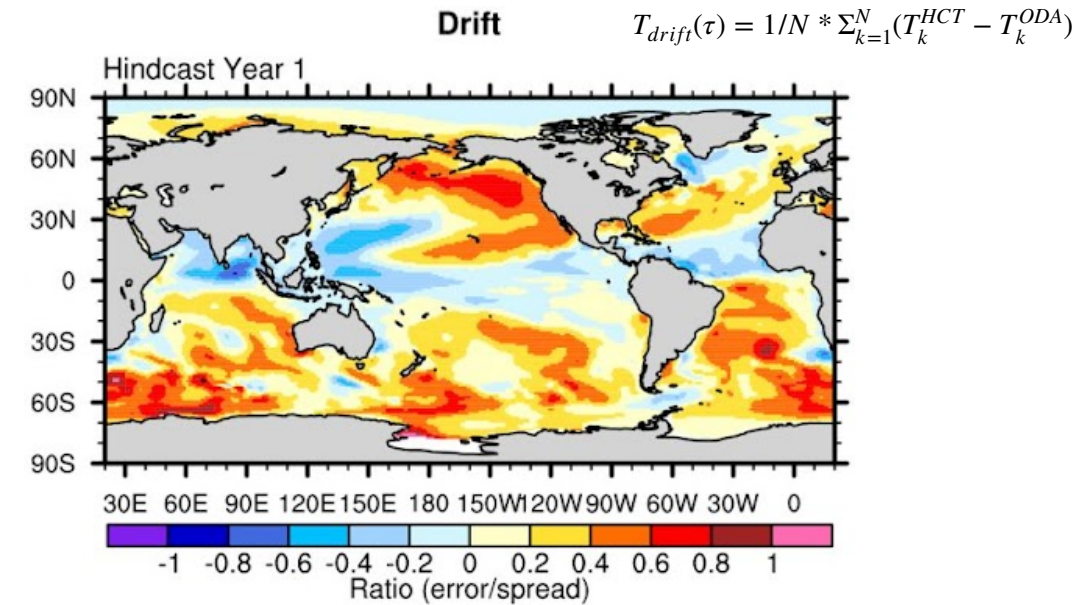 Drift
T_{drift}(τ) = 1/N * Σ_{k=1}^{N}(T_k^{HCT} − T_k^{ODA})
Hindcast Year 1
90N
60N
30N
0
30S
60S
90S
30E 60E 90E 120E 150E 180 150W 120W 90W 60W 30W 0
-1 -0.8 -0.6 -0.4 -0.2 0 0.2 0.4 0.6 0.8 1
Ratio (error/spread)